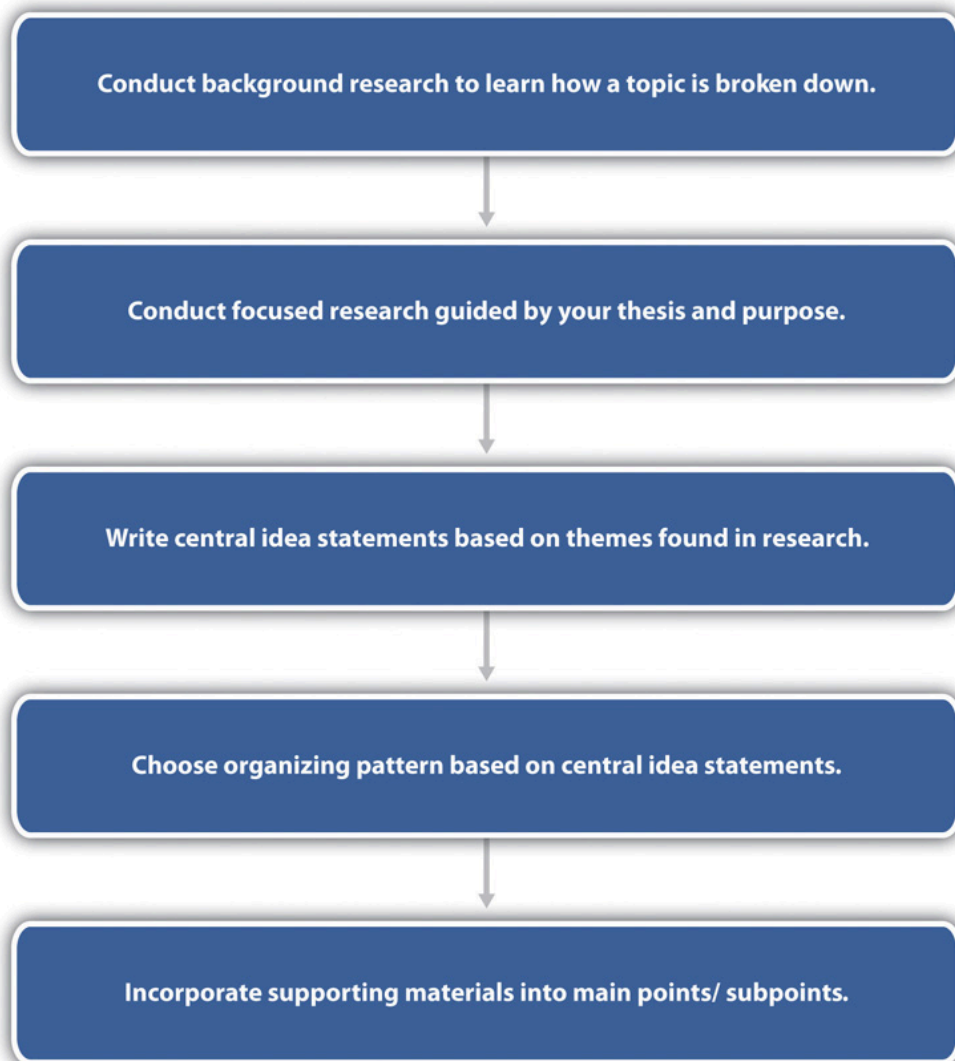 Conduct background research to learn how a topic is broken down.
Conduct focused research guided by your thesis and purpose.
Write central idea statements based on themes found in research.
Choose organizing pattern based on central idea statements.
Incorporate supporting materials into main points/ subpoints.